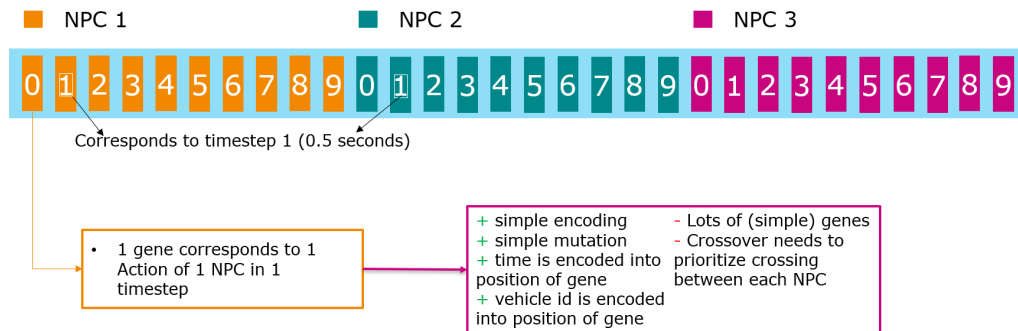 NPC 1
NPC 2
NPC 3
0 1 2 3 4 5 6 7 8 9 0 1 2 3 4 5 6 7 8 9 0 1 2 3 4 5 6 7 8 9
Corresponds to timestep 1 (0.5 seconds)
• 1 gene corresponds to 1
Action of 1 NPC in 1
timestep
+ simple encoding
+ simple mutation
+ time is encoded into
position of gene
+ vehicle id is encoded
into position of gene
- Lots of (simple) genes
- Crossover needs to
prioritize crossing
between each NPC